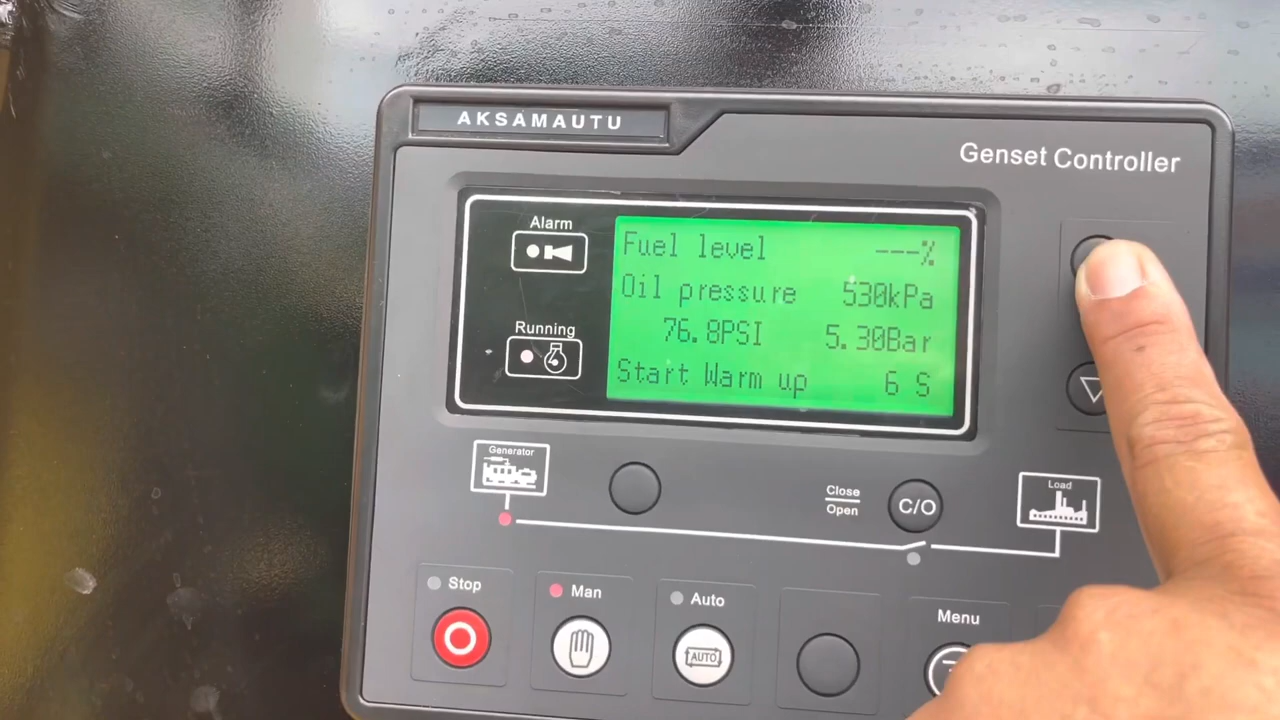 AKSAMAUTU
Genset Controller
Alarm
Fuel level ---%
Oil pressure 530kPa
76.8PSI 5.30Bar
Start Warm up 6 S
Running
Generator
Close
Open
C/O
Load
Stop
Man
Auto
AUTO
Menu